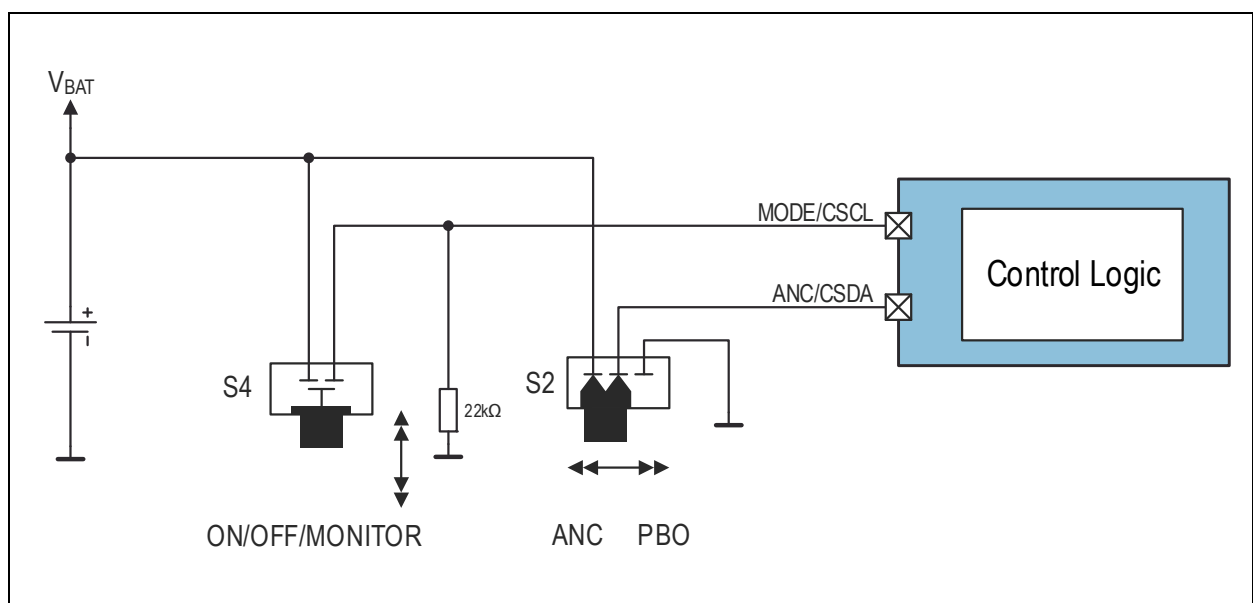 VBAT
MODE/CSCL
ANC/CSDA
Control Logic
+
S4
S2
22kΩ
ON/OFF/MONITOR
ANC PBO